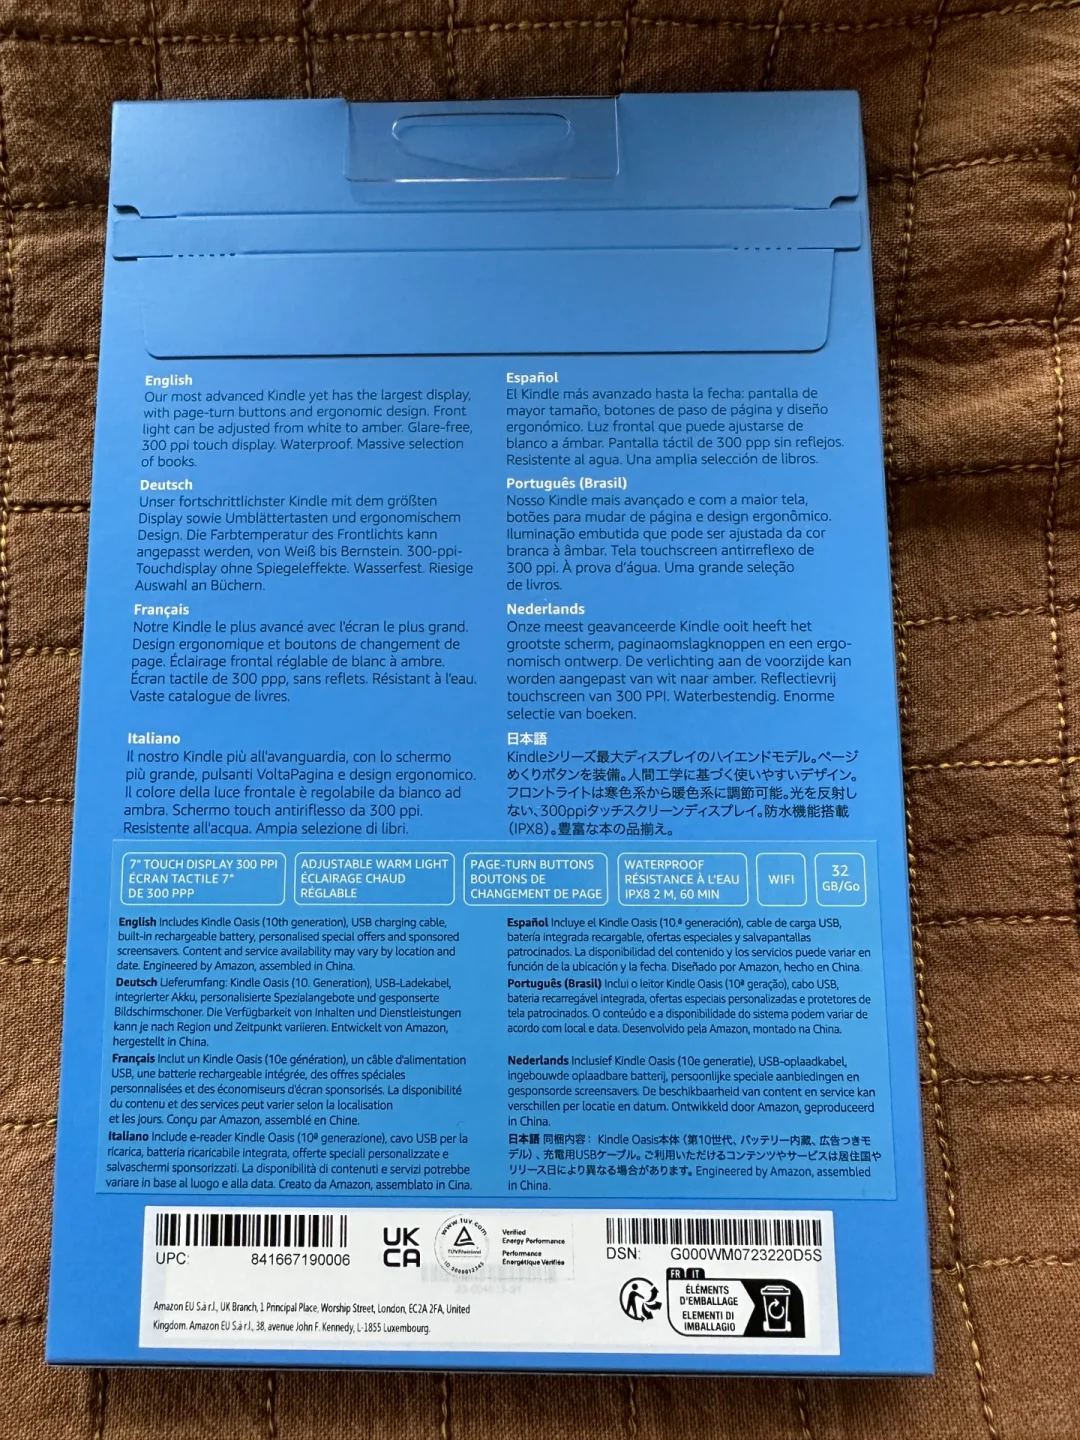 English
Our most advanced Kindle yet has the largest display,
with page-turn buttons and ergonomic design. Front
light can be adjusted from white to amber. Glare-free,
300 ppi touch display. Waterproof. Massive selection
of books.
Deutsch
Unser fortschrittlichster Kindle mit dem größten
Display sowie Umblättertasten und ergonomischem
Design. Die Farbtemperatur des Frontlichts kann
angepasst werden, von Weiß bis Bernstein. 300-ppi-
Touchdisplay ohne Spiegeleffekte. Wasserfest. Riesige
Auswahl an Büchern.
Français
Notre Kindle le plus avancé avec l'écran le plus grand.
Design ergonomique et boutons de changement de
page. Éclairage frontal réglable de blanc à ambre.
Écran tactile de 300 ppp, sans reflets. Résistant à l'eau.
Vaste catalogue de livres.
Italiano
Il nostro Kindle più all'avanguardia, con lo schermo
più grande, pulsanti VoltaPagina e design ergonomico.
Il colore della luce frontale è regolabile da bianco ad
ambra. Schermo touch antiriflesso da 300 ppi.
Resistente all'acqua. Ampia selezione di libri.
Español
El Kindle más avanzado hasta la fecha: pantalla de
mayor tamaño, botones de paso de página y diseño
ergonómico. Luz frontal que puede ajustarse de
blanco a ámbar. Pantalla táctil de 300 ppp sin reflejos.
Resistente al agua. Una amplia selección de libros.
Português (Brasil)
Nosso Kindle mais avançado e com a maior tela,
botões para mudar de página e design ergonômico.
Iluminação embutida que pode ser ajustada da cor
branca à âmbar. Tela touchscreen antirreflexo de
300 ppi. À prova d'água. Uma grande seleção
de livros.
Nederlands
Onze meest geavanceerde Kindle ooit heeft het
grootste scherm, paginaomslagknoppen en een ergo-
nomisch ontwerp. De verlichting aan de voorzijde kan
worden aangepast van wit naar amber. Reflectievrij
touchscreen van 300 PPI. Waterbestendig. Enorme
selectie van boeken.
日本語
Kindleシリーズ最大ディスプレイのハイエンドモデル。ページ
めくりボタンを装備。人間工学に基づく使いやすいデザイン。
フロントライトは寒色系から暖色系に調節可能。光を反射し
ない、300ppiタッチスクリーンディスプレイ。防水機能搭載
(IPX8)。豊富な本の品揃え。
7" TOUCH DISPLAY 300 PPI
ÉCRAN TACTILE 7"
DE 300 PPP
ADJUSTABLE WARM LIGHT
ÉCLAIRAGE CHAUD
RÉGLABLE
PAGE-TURN BUTTONS
BOUTONS DE
CHANGEMENT DE PAGE
WATERPROOF
RÉSISTANCE À L'EAU
IPX8 2 M, 60 MIN
WIFI
32
GB/Go
English Includes Kindle Oasis (10th generation), USB charging cable,
built-in rechargeable battery, personalised special offers and sponsored
screensavers. Content and service availability may vary by location and
date. Engineered by Amazon, assembled in China.
Deutsch Lieferumfang: Kindle Oasis (10. Generation), USB-Ladekabel,
integrierter Akku, personalisierte Spezialangebote und gesponserte
Bildschirmschoner. Die Verfügbarkeit von Inhalten und Dienstleistungen
kann je nach Region und Zeitpunkt variieren. Entwickelt von Amazon,
hergestellt in China.
Français Inclut un Kindle Oasis (10e génération), un câble d'alimentation
USB, une batterie rechargeable intégrée, des offres spéciales
personnalisées et des économiseurs d'écran sponsorisés. La disponibilité
du contenu et des services peut varier selon la localisation
et les jours. Conçu par Amazon, assemblé en Chine.
Italiano Include e-reader Kindle Oasis (10ª generazione), cavo USB per la
ricarica, batteria ricaricabile integrata, offerte speciali personalizzate e
salvaschermi sponsorizzati. La disponibilità di contenuti e servizi potrebbe
variare in base al luogo e alla data. Creato da Amazon, assemblato in Cina.
Español Incluye el Kindle Oasis (10.ª generación), cable de carga USB,
batería integrada recargable, ofertas especiales y salvapantallas
patrocinados. La disponibilidad del contenido y los servicios puede variar en
función de la ubicación y la fecha. Diseñado por Amazon, hecho en China.
Português (Brasil) Inclui o leitor Kindle Oasis (10ª geração), cabo USB,
bateria recarregável integrada, ofertas especiais personalizadas e protetores de
tela patrocinados. O conteúdo e a disponibilidade do sistema podem variar de
acordo com local e data. Desenvolvido pela Amazon, montado na China.
Nederlands Inclusief Kindle Oasis (10e generatie), USB-oplaadkabel,
ingebouwde oplaadbare batterij, persoonlijke speciale aanbiedingen en
gesponsorde screensavers. De beschikbaarheid van content en service kan
verschillen per locatie en datum. Ontwikkeld door Amazon, geproduceerd
in China.
日本語 同梱内容: Kindle Oasis本体 (第10世代、バッテリー内蔵、広告つきモ
デル)、充電用USBケーブル。ご利用いただけるコンテンツやサービスは居住国や
リリース日により異なる場合があります。Engineered by Amazon, assembled
in China.
UPC: 841667190006
UK
CA
www.tuv.com
TÜVRheinland
ID 0000012345
Verified
Energy Performance
Performance
Énergétique Vérifiée
DSN: G000WM0723220D5S
FR IT
ÉLÉMENTS
D'EMBALLAGE
ELEMENTI DI
IMBALLAGIO
Amazon EU S.à r.l., UK Branch, 1 Principal Place, Worship Street, London, EC2A 2FA, United
Kingdom. Amazon EU S.à r.l., 38, avenue John F. Kennedy, L-1855 Luxembourg.